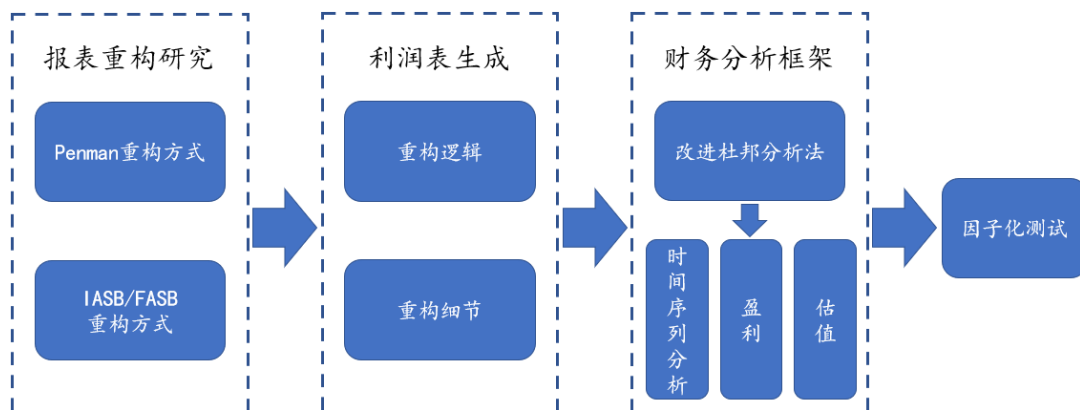 报表重构研究
Penman重构方式
IASB/FASB
重构方式
利润表生成
重构逻辑
重构细节
财务分析框架
改进杜邦分析法
时间序列分析
盈利
估值
因子化测试